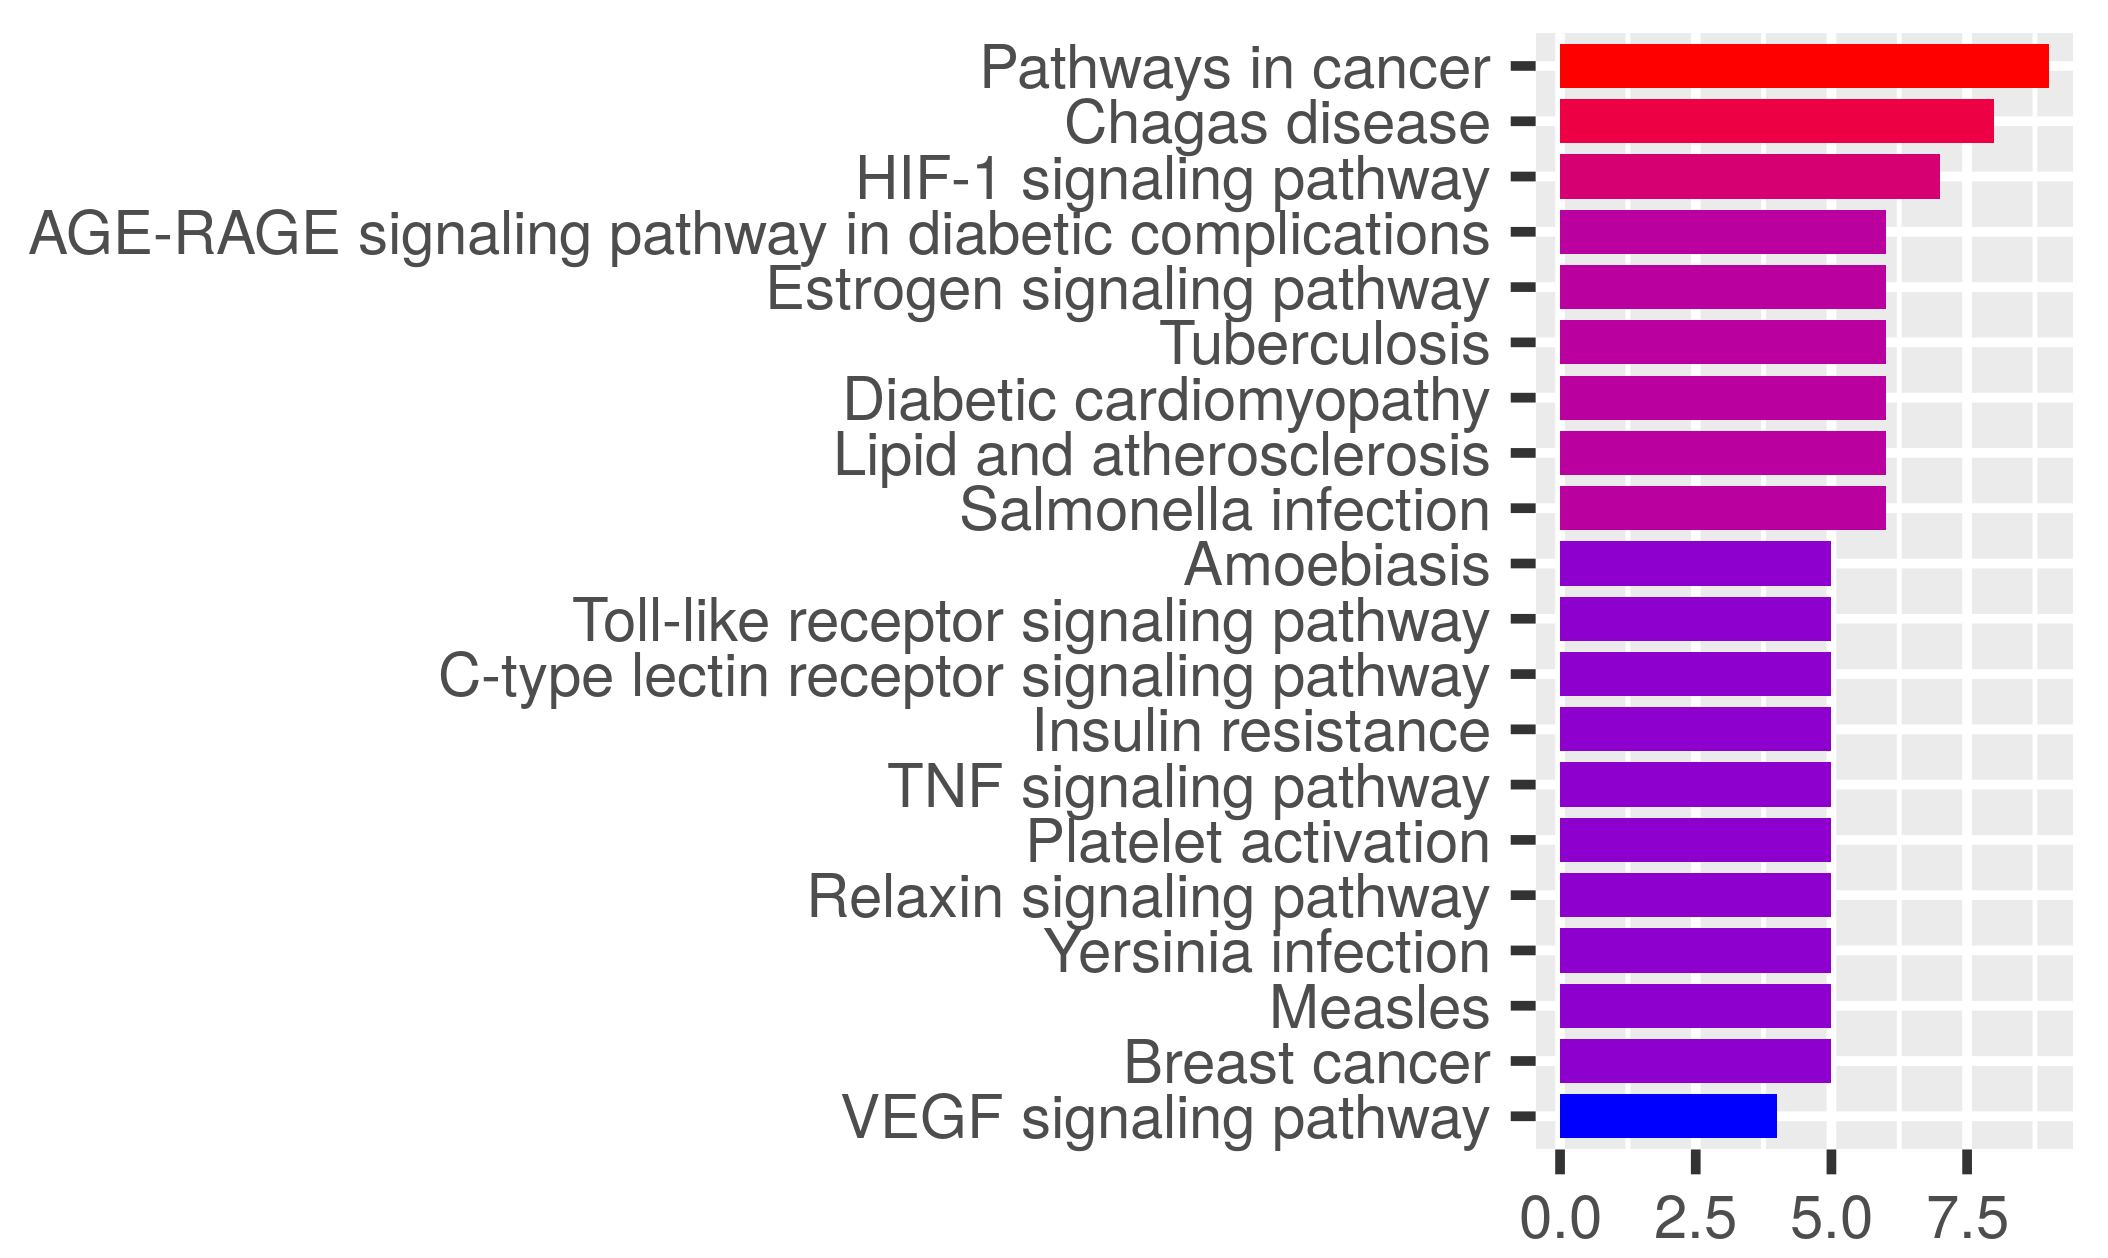 Pathways in cancer
Chagas disease
HIF-1 signaling pathway
AGE-RAGE signaling pathway in diabetic complications
Estrogen signaling pathway
Tuberculosis
Diabetic cardiomyopathy
Lipid and atherosclerosis
Salmonella infection
Amoebiasis
Toll-like receptor signaling pathway
C-type lectin receptor signaling pathway
Insulin resistance
TNF signaling pathway
Platelet activation
Relaxin signaling pathway
Yersinia infection
Measles
Breast cancer
VEGF signaling pathway
0.0 2.5 5.0 7.5